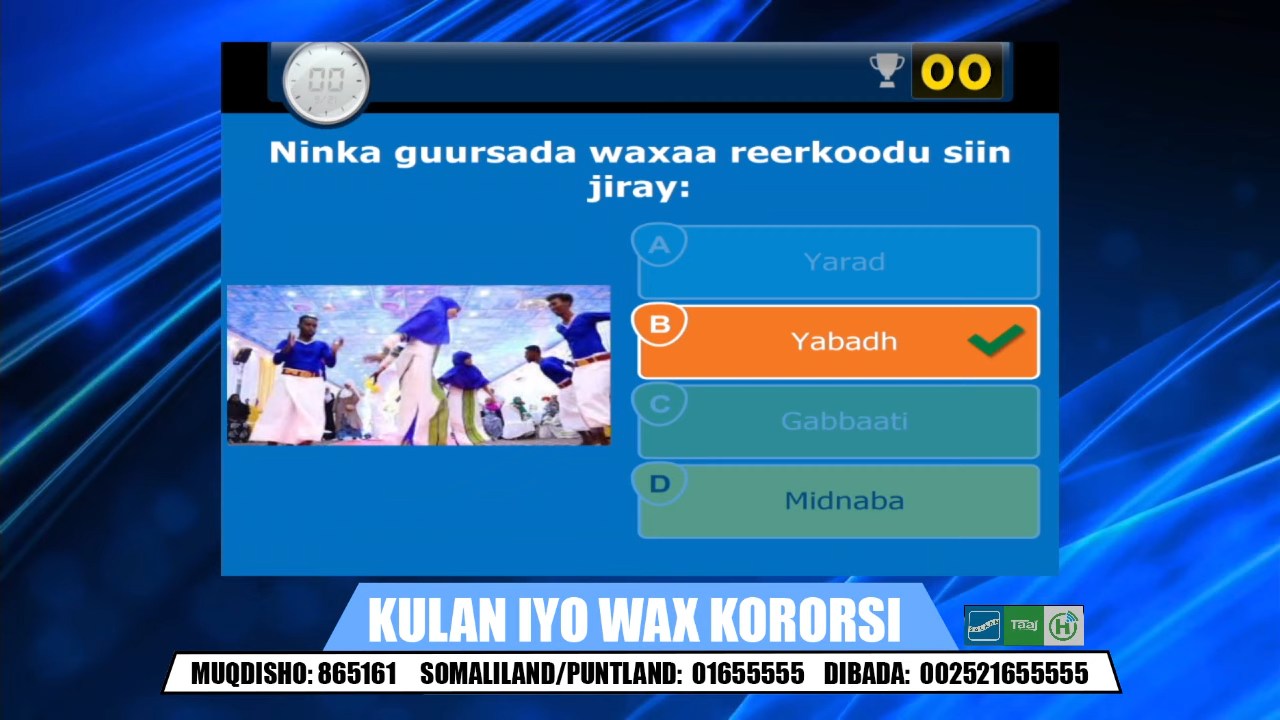 00
00
Ninka guursada waxaa reerkoodu siin
jiray:
A
Yarad
B
Yabadh
C
Gabbaati
D
Midnaba
KULAN IYO WAX KORORSI
Taaj
H
MUQDISHO: 865161 SOMALILAND/PUNTLAND: 01655555 DIBADA: 002521655555